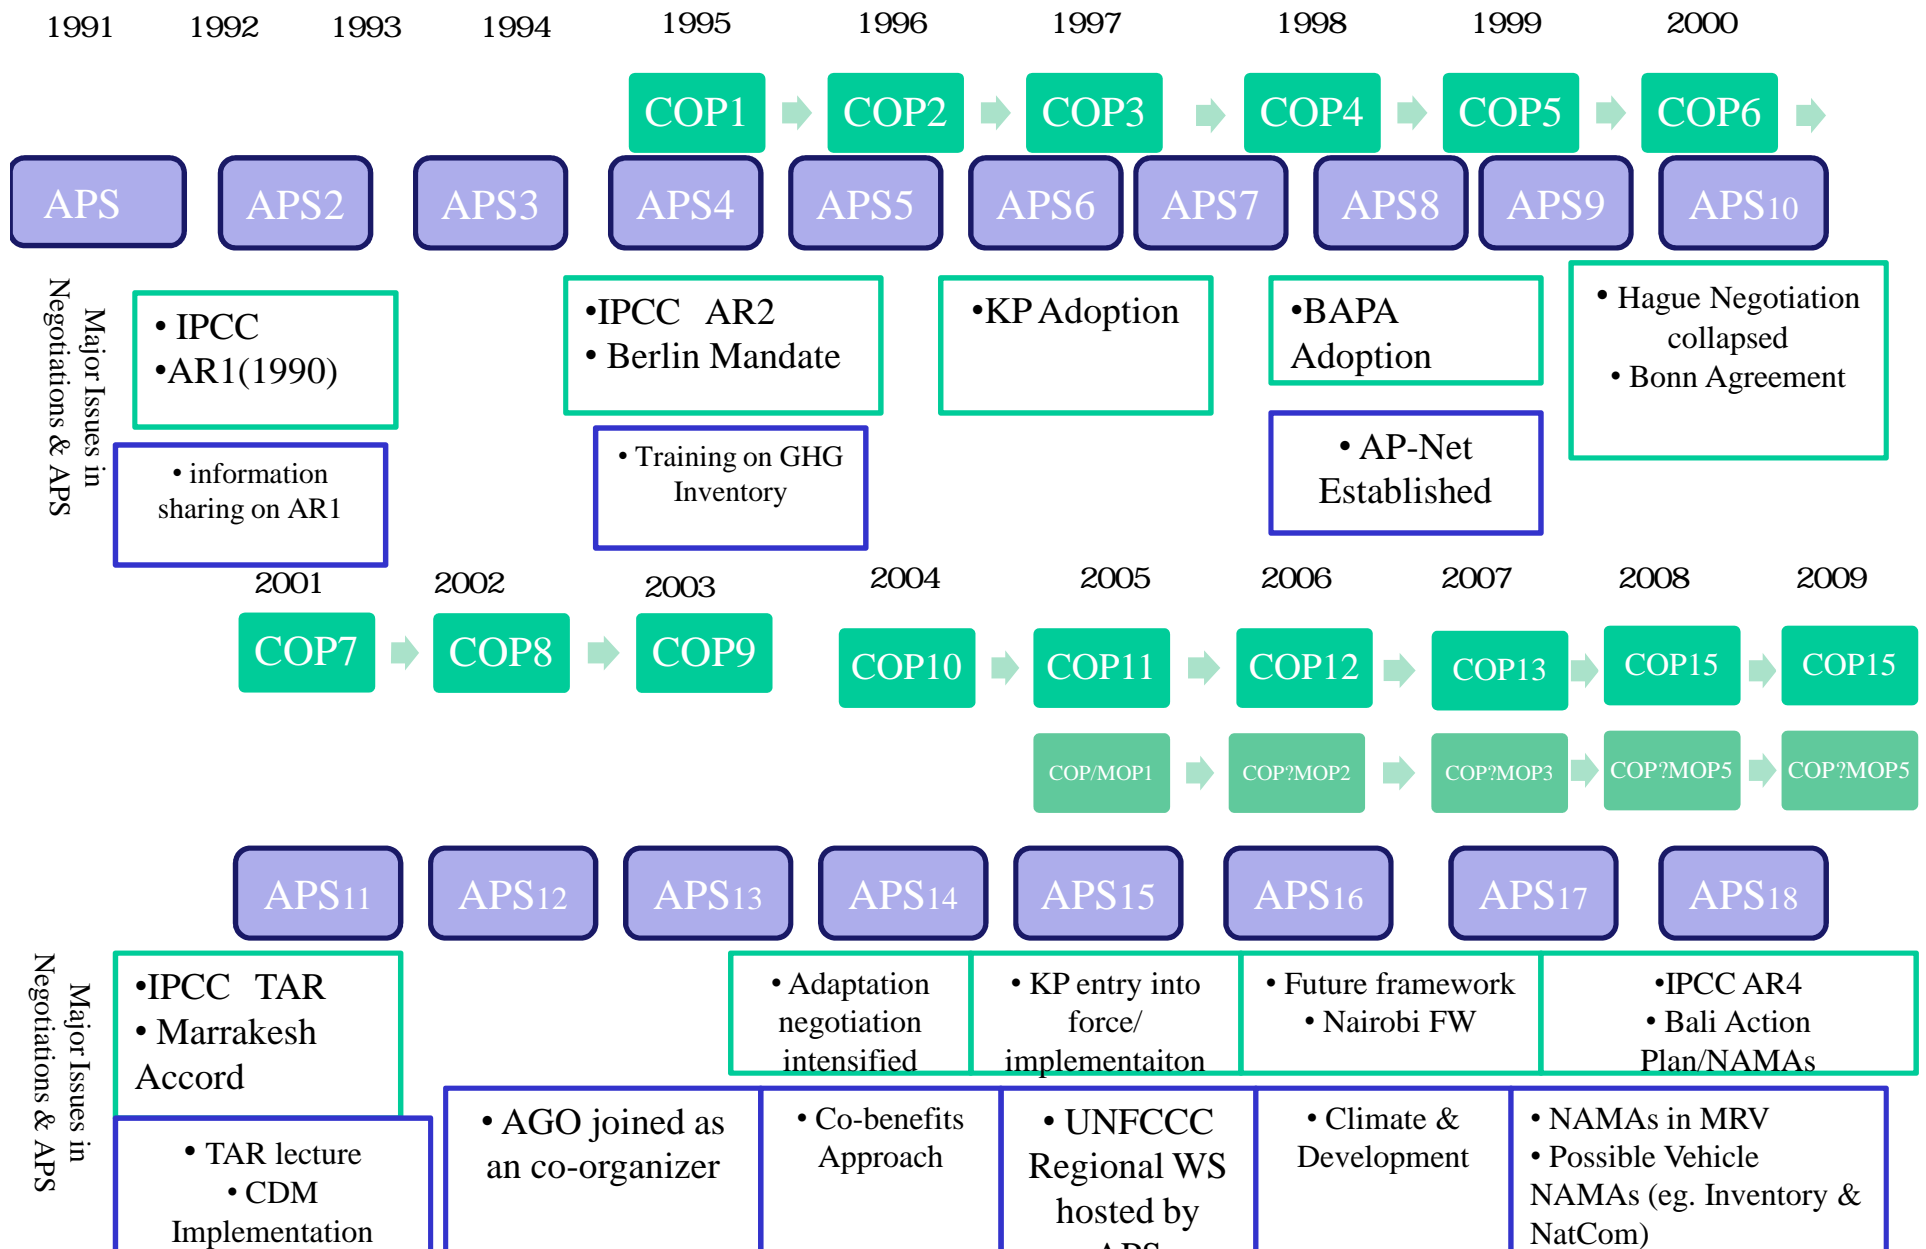 1991 1992 1993 1994 1995 1996 1997 1998 1999 2000
COP1 COP2 COP3 COP4 COP5 COP6
APS APS2 APS3 APS4 APS5 APS6 APS7 APS8 APS9 APS10
Major Issues in
Negotiations & APS
• IPCC
•AR1(1990)
•IPCC AR2
• Berlin Mandate
•KP Adoption
•BAPA
Adoption
• Hague Negotiation
collapsed
• Bonn Agreement
• information
sharing on AR1
• Training on GHG
Inventory
• AP-Net
Established
2001 2002 2003 2004 2005 2006 2007 2008 2009
COP7 COP8 COP9 COP10 COP11 COP12 COP13 COP15 COP15
COP/MOP1 COP?MOP2 COP?MOP3 COP?MOP5 COP?MOP5
APS11 APS12 APS13 APS14 APS15 APS16 APS17 APS18
Major Issues in
Negotiations & APS
•IPCC TAR
• Marrakesh
Accord
• Adaptation
negotiation
intensified
• KP entry into
force/
implementaiton
• Future framework
• Nairobi FW
•IPCC AR4
• Bali Action
Plan/NAMAs
• TAR lecture
• CDM
Implementation
• AGO joined as
an co-organizer
• Co-benefits
Approach
• UNFCCC
Regional WS
hosted by
APS
• Climate &
Development
• NAMAs in MRV
• Possible Vehicle
NAMAs (eg. Inventory &
NatCom)